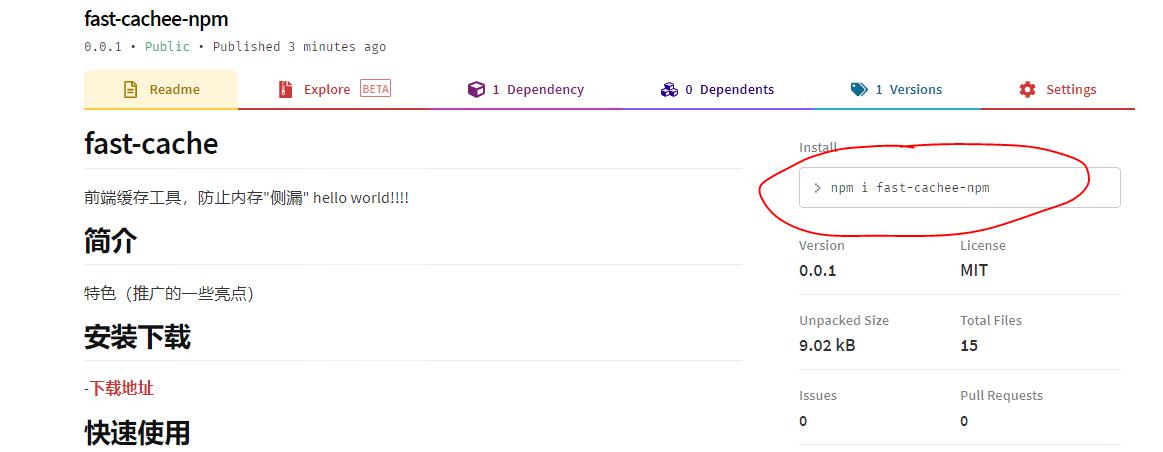 fast-cachee-npm
0.0.1 • Public • Published 3 minutes ago
Readme
Explore BETA
1 Dependency
0 Dependents
1 Versions
Settings
fast-cache
前端缓存工具，防止内存"侧漏" hello world!!!!
简介
特色（推广的一些亮点）
安装下载
-下载地址
快速使用
Install
> npm i fast-cachee-npm
Version
License
0.0.1
MIT
Unpacked Size
Total Files
9.02 kB
15
Issues
Pull Requests
0
0